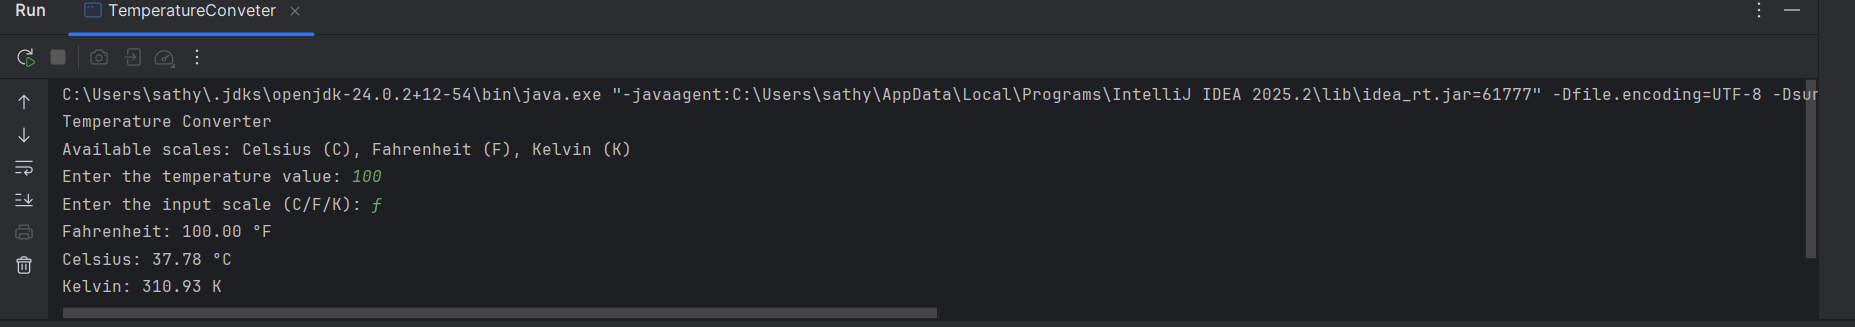 Run TemperatureConveter
C:\Users\sathy\.jdks\openjdk-24.0.2+12-54\bin\java.exe "-javaagent:C:\Users\sathy\AppData\Local\Programs\IntelliJ IDEA 2025.2\lib\idea_rt.jar=61777" -Dfile.encoding=UTF-8 -Dsun
Temperature Converter
Available scales: Celsius (C), Fahrenheit (F), Kelvin (K)
Enter the temperature value: 100
Enter the input scale (C/F/K): f
Fahrenheit: 100.00 °F
Celsius: 37.78 °C
Kelvin: 310.93 K